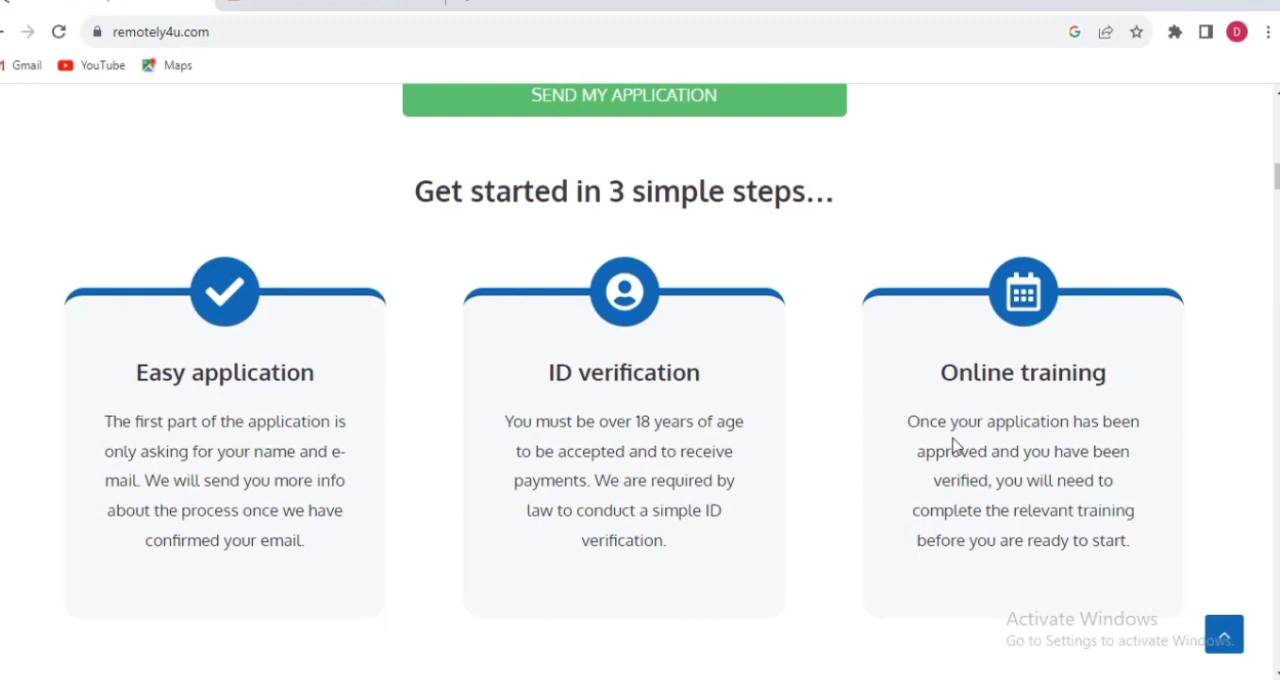 remotely4u.com
G
D
Gmail
YouTube
Maps
SEND MY APPLICATION
Get started in 3 simple steps...
Easy application
The first part of the application is
only asking for your name and e-
mail. We will send you more info
about the process once we have
confirmed your email.
ID verification
You must be over 18 years of age
to be accepted and to receive
payments. We are required by
law to conduct a simple ID
verification.
Online training
Once your application has been
approved and you have been
verified, you will need to
complete the relevant training
before you are ready to start.
Activate Windows
Go to Settings to activate Windows.